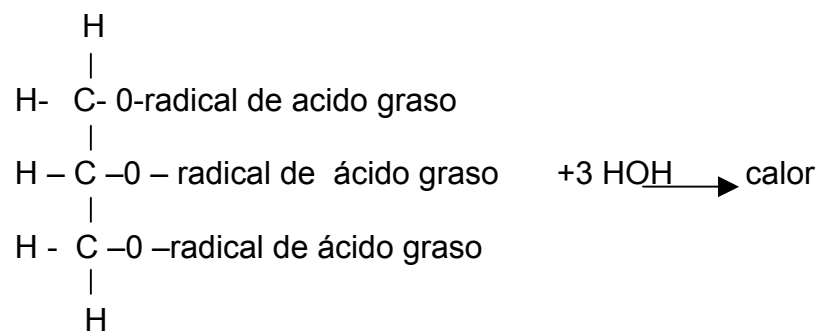 H
|
H- C- 0-radical de acido graso
|
H – C –0 – radical de ácido graso +3 HOH calor
|
H - C –0 –radical de ácido graso
|
H